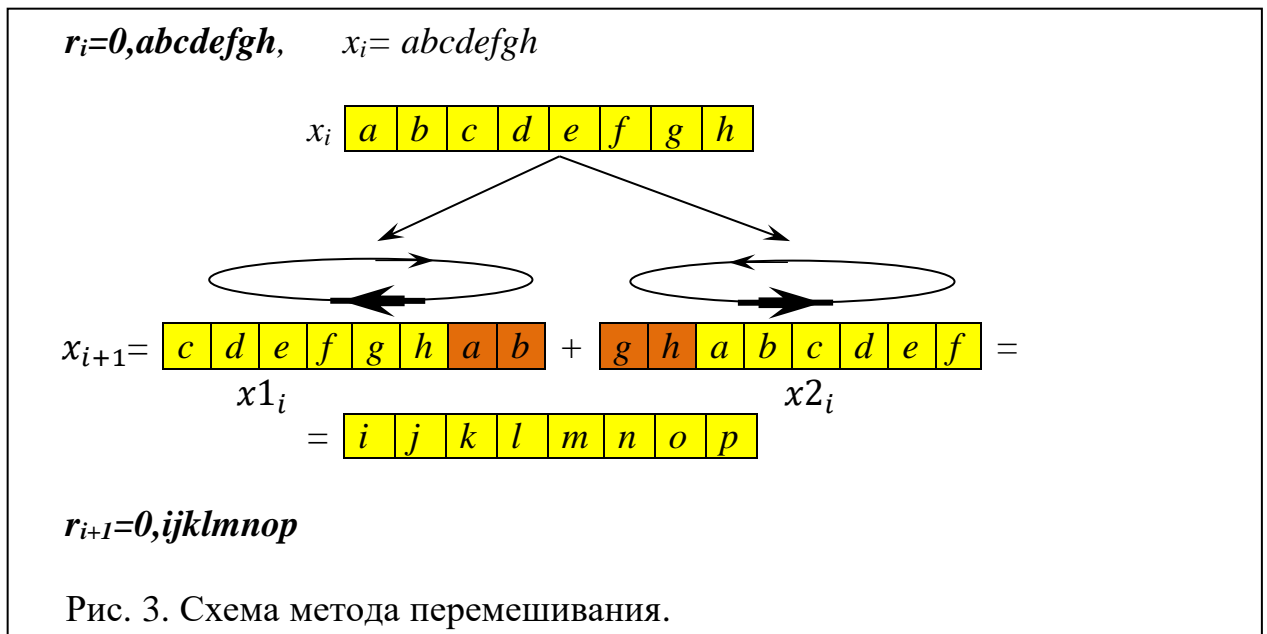 rᵢ=0,abcdefgh, xᵢ= abcdefgh
xᵢ a b c d e f g h
xᵢ₊₁= c d e f g h a b + g h a b c d e f =
x1ᵢ x2ᵢ
= i j k l m n o p
rᵢ₊₁=0,ijklmnop
Рис. 3. Схема метода перемешивания.